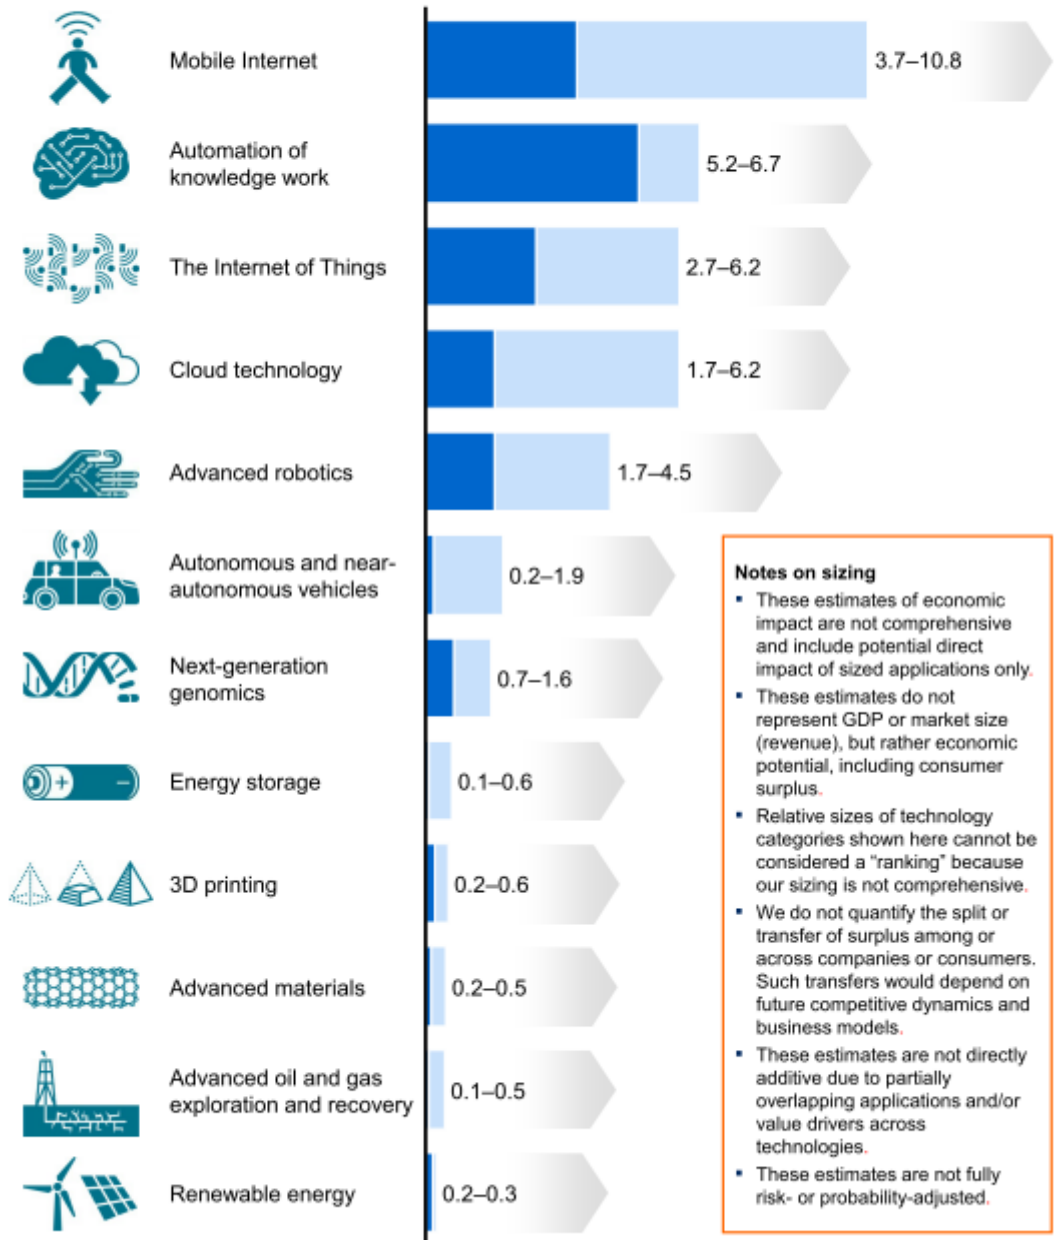 Mobile Internet
3.7–10.8
Automation of
knowledge work
5.2–6.7
The Internet of Things
2.7–6.2
Cloud technology
1.7–6.2
Advanced robotics
1.7–4.5
Autonomous and near-
autonomous vehicles
0.2–1.9
Next-generation
genomics
0.7–1.6
Energy storage
0.1–0.6
3D printing
0.2–0.6
Advanced materials
0.2–0.5
Advanced oil and gas
exploration and recovery
0.1–0.5
Renewable energy
0.2–0.3
Notes on sizing
▪ These estimates of economic
impact are not comprehensive
and include potential direct
impact of sized applications only.
▪ These estimates do not
represent GDP or market size
(revenue), but rather economic
potential, including consumer
surplus.
▪ Relative sizes of technology
categories shown here cannot be
considered a “ranking” because
our sizing is not comprehensive.
▪ We do not quantify the split or
transfer of surplus among or
across companies or consumers.
Such transfers would depend on
future competitive dynamics and
business models.
▪ These estimates are not directly
additive due to partially
overlapping applications and/or
value drivers across
technologies.
▪ These estimates are not fully
risk- or probability-adjusted.